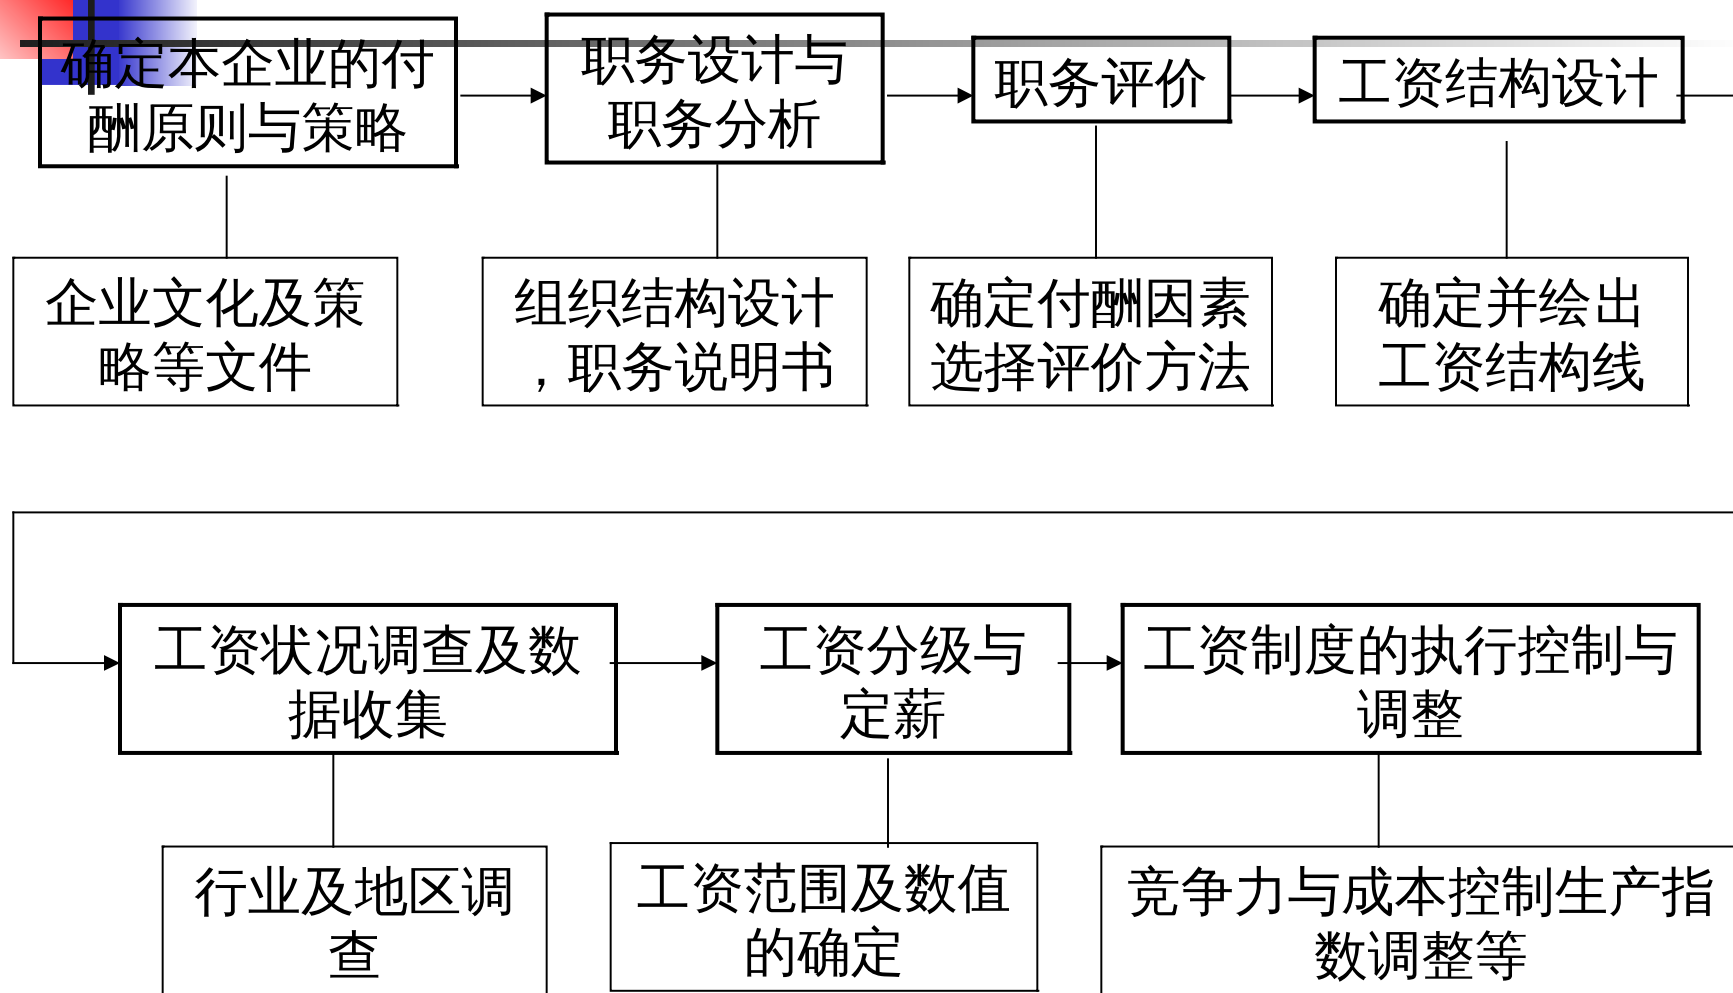 确定本企业的付
酬原则与策略
职务设计与
职务分析
职务评价
工资结构设计
企业文化及策
略等文件
组织结构设计
，职务说明书
确定付酬因素
选择评价方法
确定并绘出
工资结构线
工资状况调查及数
据收集
工资分级与
定薪
工资制度的执行控制与
调整
行业及地区调
查
工资范围及数值
的确定
竞争力与成本控制生产指
数调整等